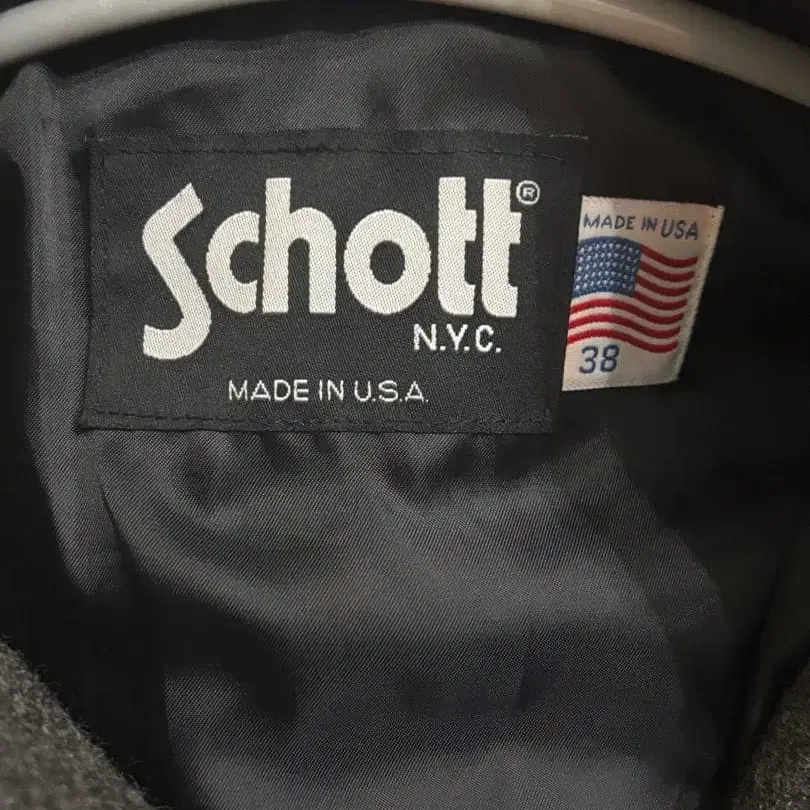 Schott®
N.Y.C.
MADE IN U.S.A.
MADE IN USA
38